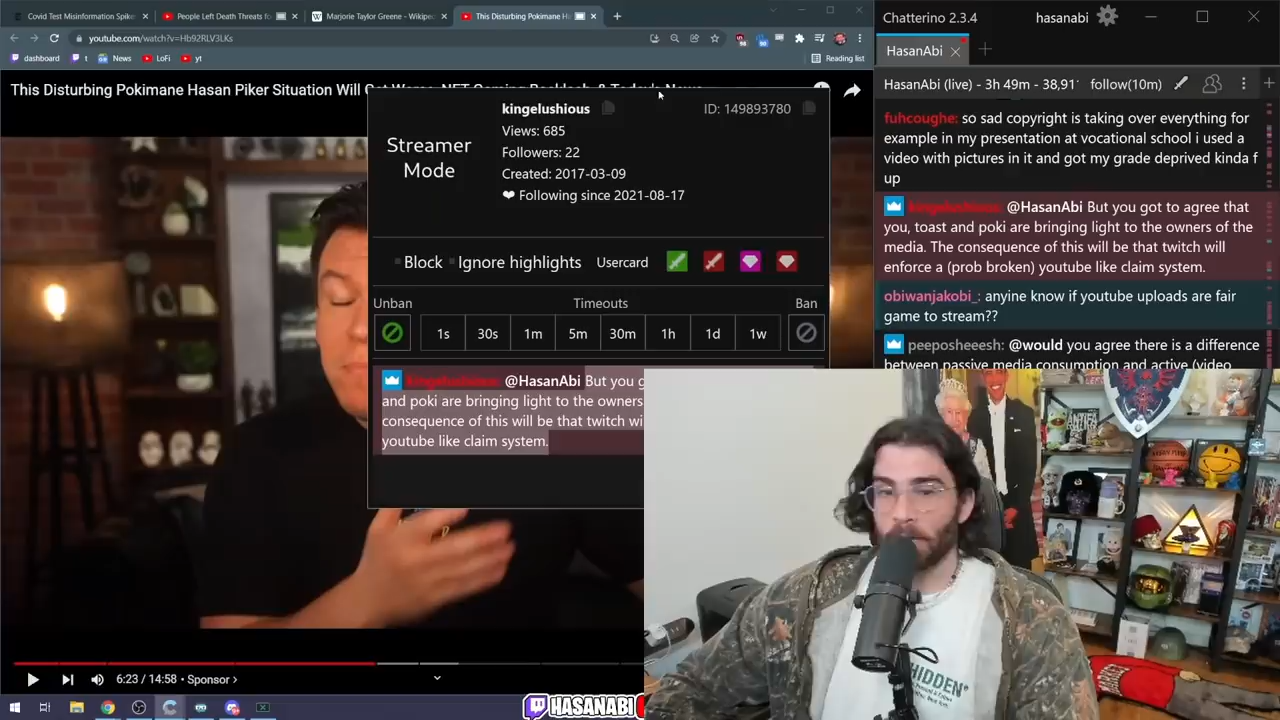 Covid Test Misinformation Spike
People Left Death Threats fo
Marjorie Taylor Greene - Wikipe
This Disturbing Pokimane Ha
youtube.com/watch?v=Hb92RLV3LKs
dashboard
t
News
LoFi
yt
Reading list
This Disturbing Pokimane Hasan Piker Situation Will
Streamer
Mode
kingelushious
ID: 149893780
Views: 685
Followers: 22
Created: 2017-03-09
❤ Following since 2021-08-17
Block
Ignore highlights
Usercard
Unban
Timeouts
Ban
1s
30s
1m
5m
30m
1h
1d
1w
kingelushious: @HasanAbi But you g
and poki are bringing light to the owners
consequence of this will be that twitch wi
youtube like claim system.
6:23 / 14:58 • Sponsor ›
HASANABI
Chatterino 2.3.4
hasanabi
HasanAbi
HasanAbi (live) - 3h 49m - 38,91
follow(10m)
fuhcoughe: so sad copyright is taking over everything for
example in my presentation at vocational school i used a
video with pictures in it and got my grade deprived kinda f
up
kingelushious: @HasanAbi But you got to agree that
you, toast and poki are bringing light to the owners of the
media. The consequence of this will be that twitch will
enforce a (prob broken) youtube like claim system.
obiwanjakobi_: anyine know if youtube uploads are fair
game to stream??
peeposheeesh: @would you agree there is a difference
between passive media consumption and active (video
ANTIFA
HIDDEN